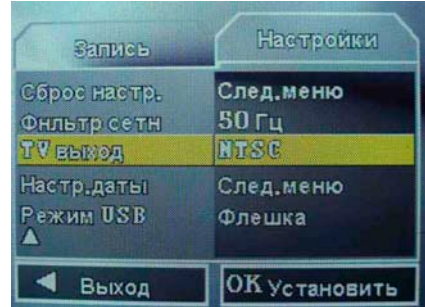 Запись Настройки
Сброс настр. След.меню
Фильтр сети 50 Гц
TV выход NTSC
Настр.даты След.меню
Режим USB Флешка
Выход OK Установить